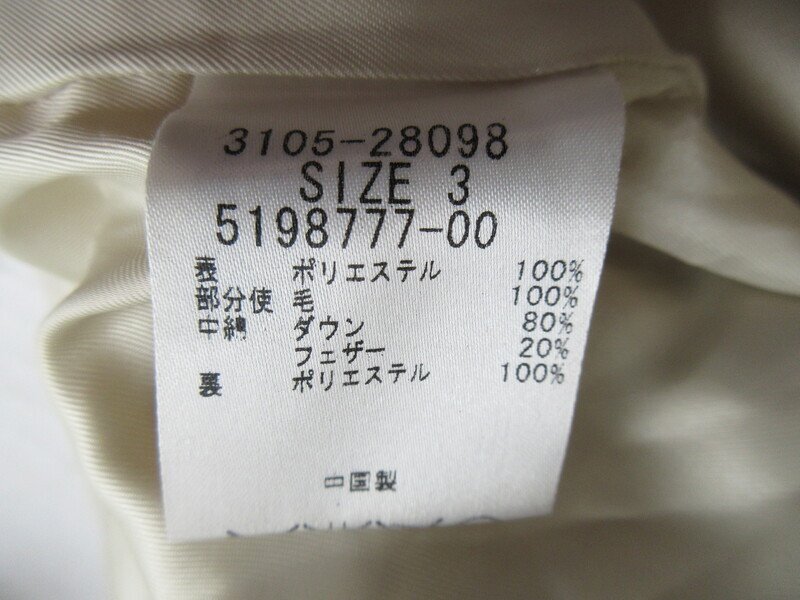 3105-28098
SIZE 3
5198777-00
表 ポリエステル 100%
部分使 毛 100%
中綿 ダウン 80%
フェザー 20%
裏 ポリエステル 100%
中国製